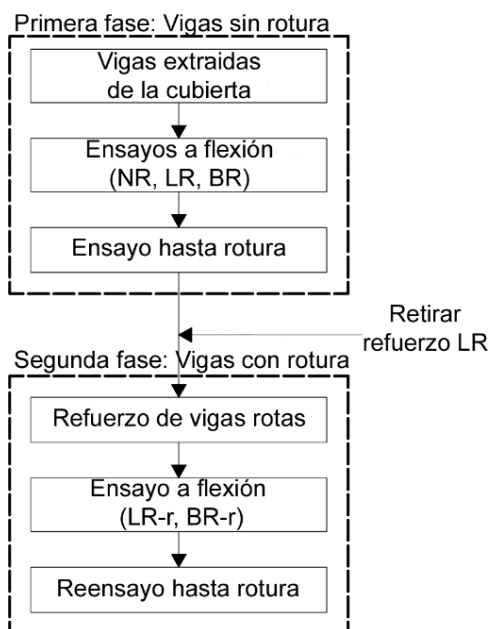 Primera fase: Vigas sin rotura
Vigas extraidas
de la cubierta
Ensayos a flexión
(NR, LR, BR)
Ensayo hasta rotura
Retirar
refuerzo LR
Segunda fase: Vigas con rotura
Refuerzo de vigas rotas
Ensayo a flexión
(LR-r, BR-r)
Reensayo hasta rotura